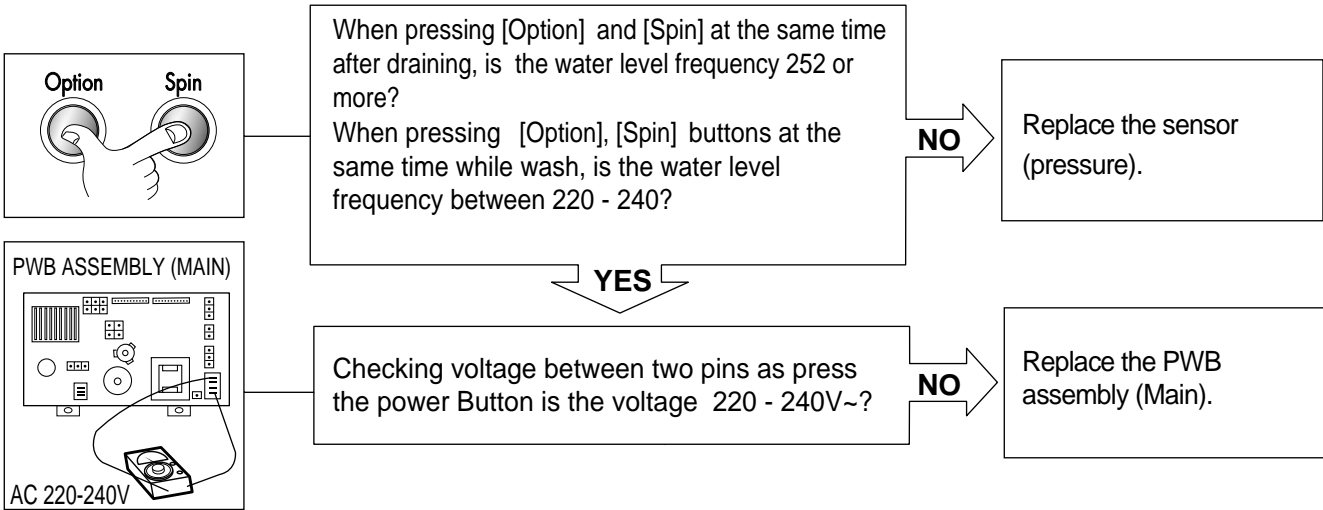 Option Spin
When pressing [Option] and [Spin] at the same time
after draining, is the water level frequency 252 or
more?
When pressing [Option], [Spin] buttons at the
same time while wash, is the water level
frequency between 220 - 240?
NO
Replace the sensor
(pressure).
YES
PWB ASSEMBLY (MAIN)
AC 220-240V
Checking voltage between two pins as press
the power Button is the voltage 220 - 240V~?
NO
Replace the PWB
assembly (Main).